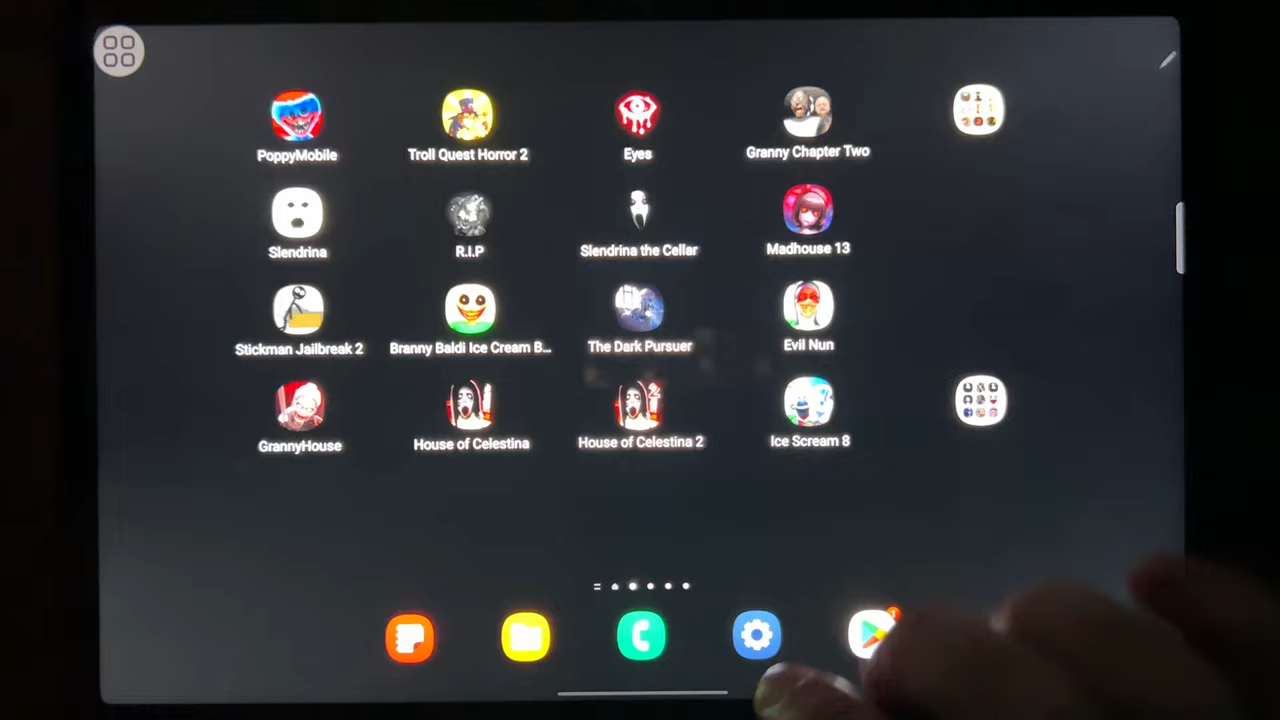 PoppyMobile
Troll Quest Horror 2
Eyes
Granny Chapter Two
Slendrina
R.I.P
Slendrina the Cellar
Madhouse 13
Stickman Jailbreak 2
Branny Baldi Ice Cream B...
The Dark Pursuer
Evil Nun
GrannyHouse
House of Celestina
House of Celestina 2
Ice Scream 8